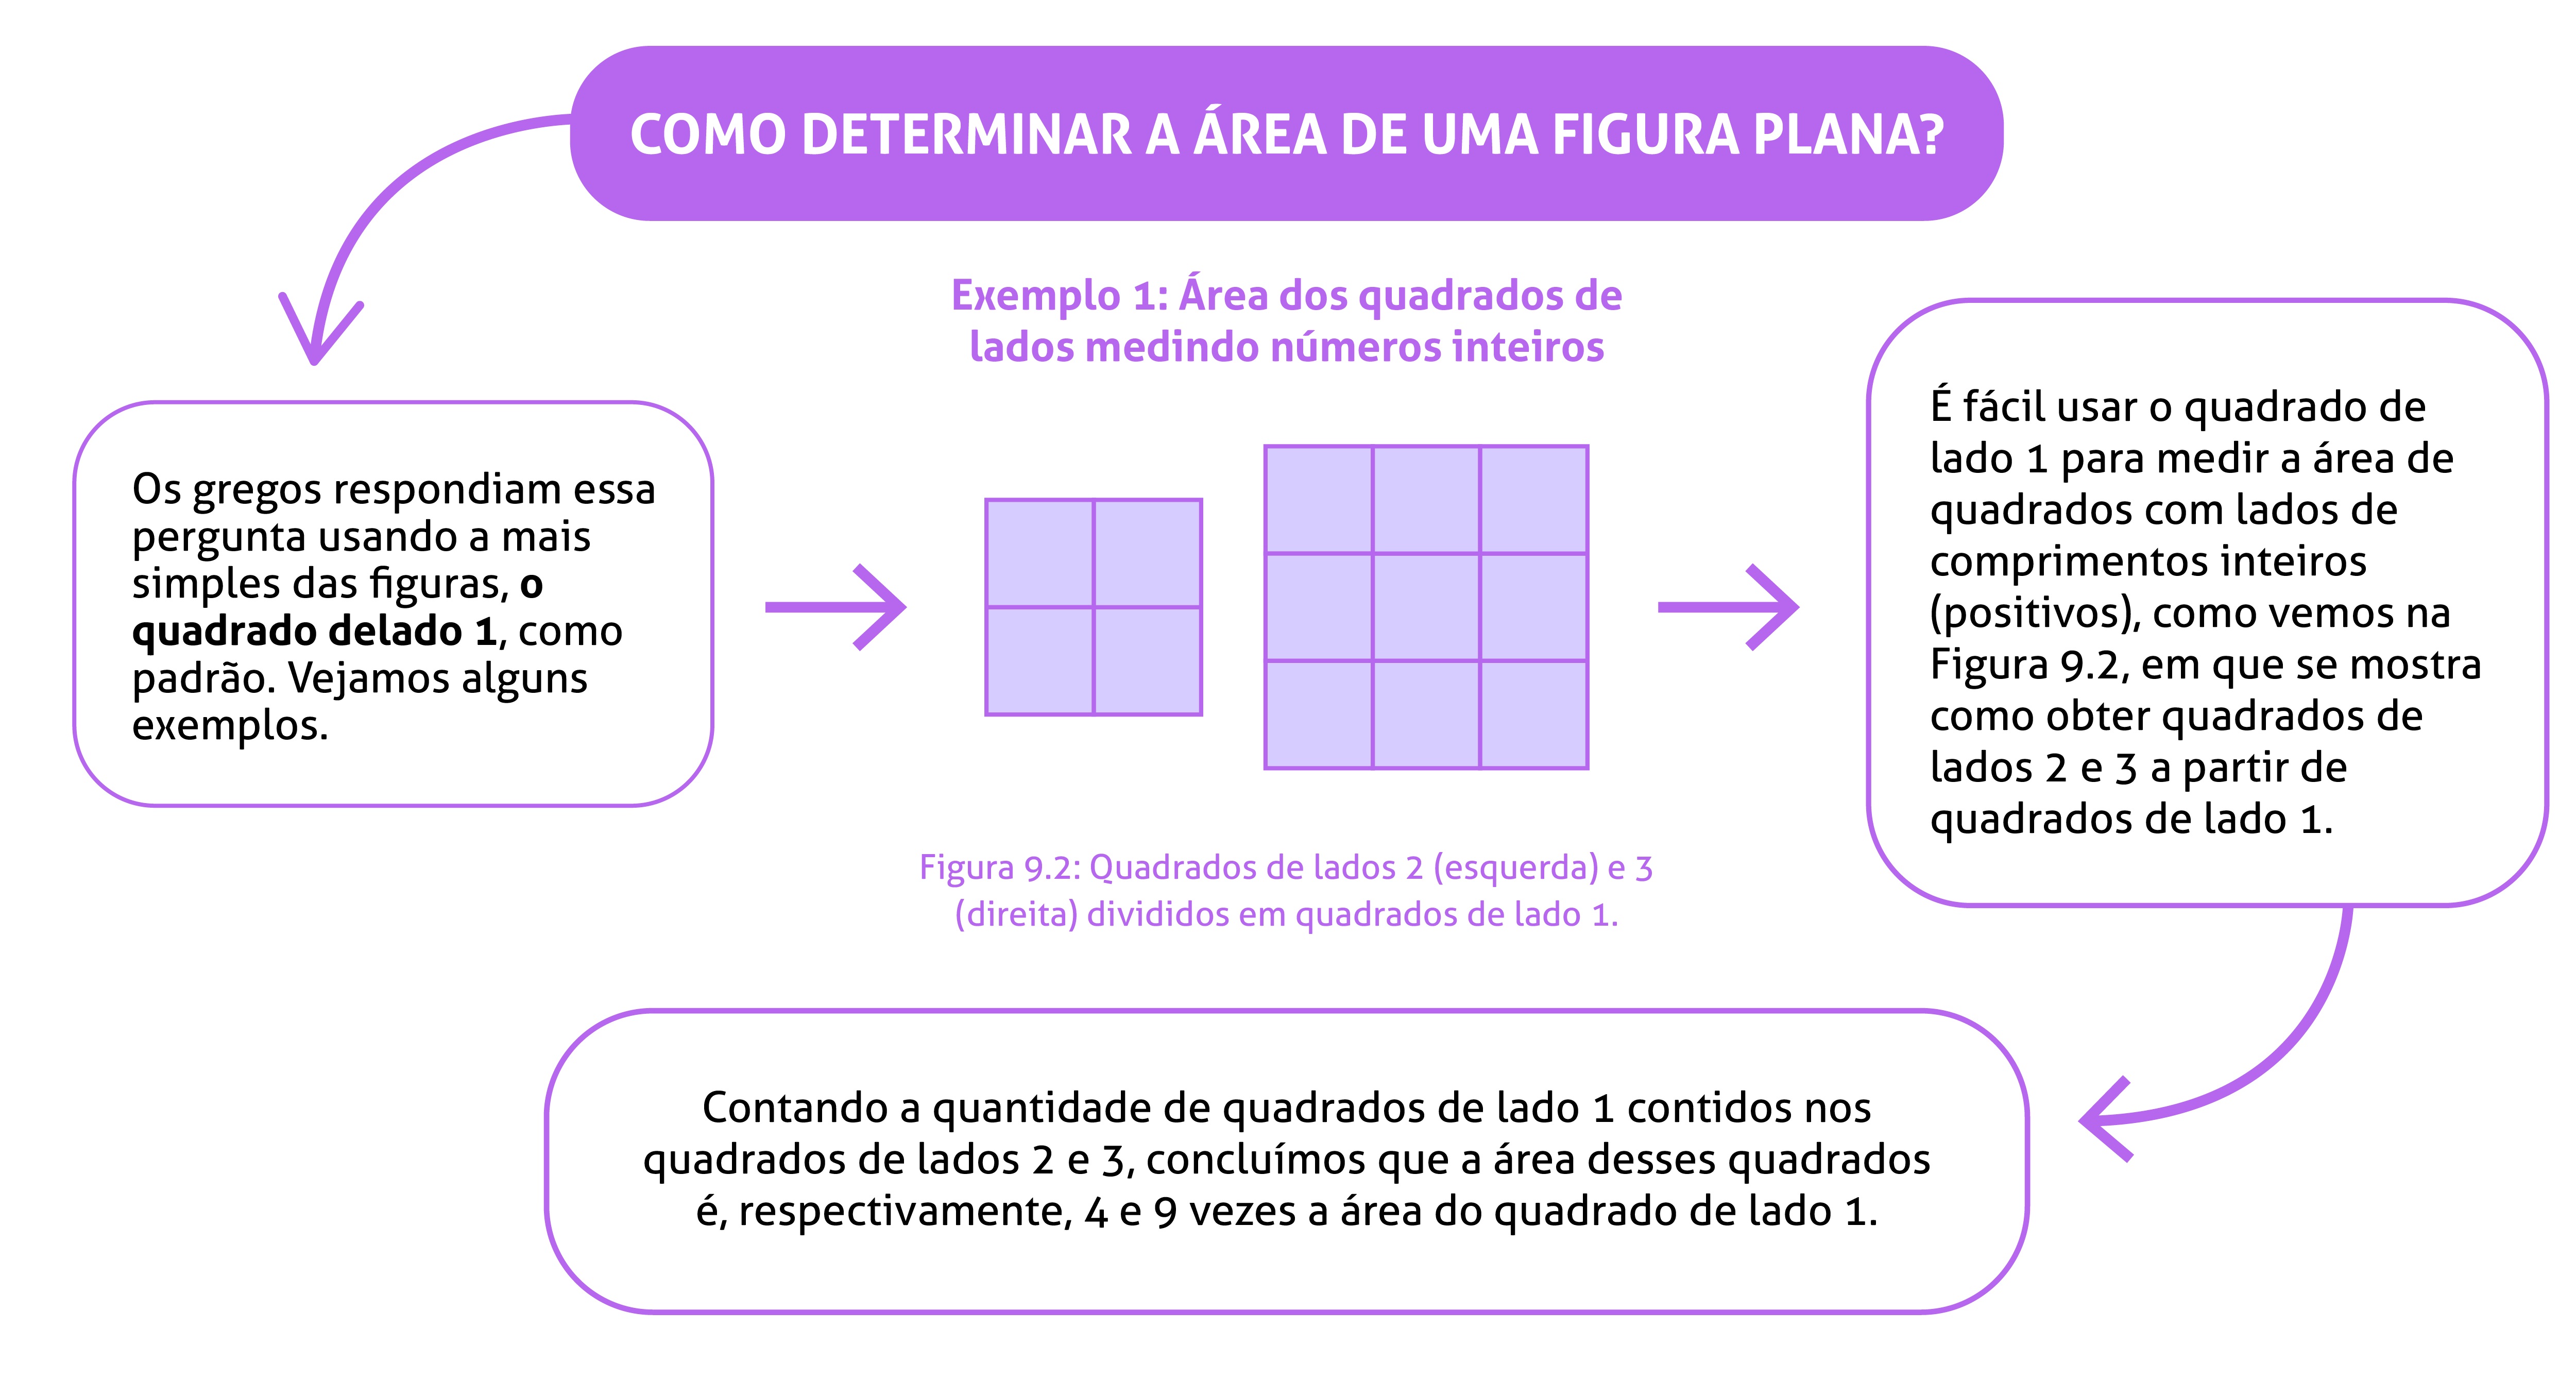 COMO DETERMINAR A ÁREA DE UMA FIGURA PLANA?
Os gregos respondiam essa
pergunta usando a mais
simples das figuras, o
quadrado delado 1, como
padrão. Vejamos alguns
exemplos.
Exemplo 1: Área dos quadrados de
lados medindo números inteiros
Figura 9.2: Quadrados de lados 2 (esquerda) e 3
(direita) divididos em quadrados de lado 1.
É fácil usar o quadrado de
lado 1 para medir a área de
quadrados com lados de
comprimentos inteiros
(positivos), como vemos na
Figura 9.2, em que se mostra
como obter quadrados de
lados 2 e 3 a partir de
quadrados de lado 1.
Contando a quantidade de quadrados de lado 1 contidos nos
quadrados de lados 2 e 3, concluímos que a área desses quadrados
é, respectivamente, 4 e 9 vezes a área do quadrado de lado 1.